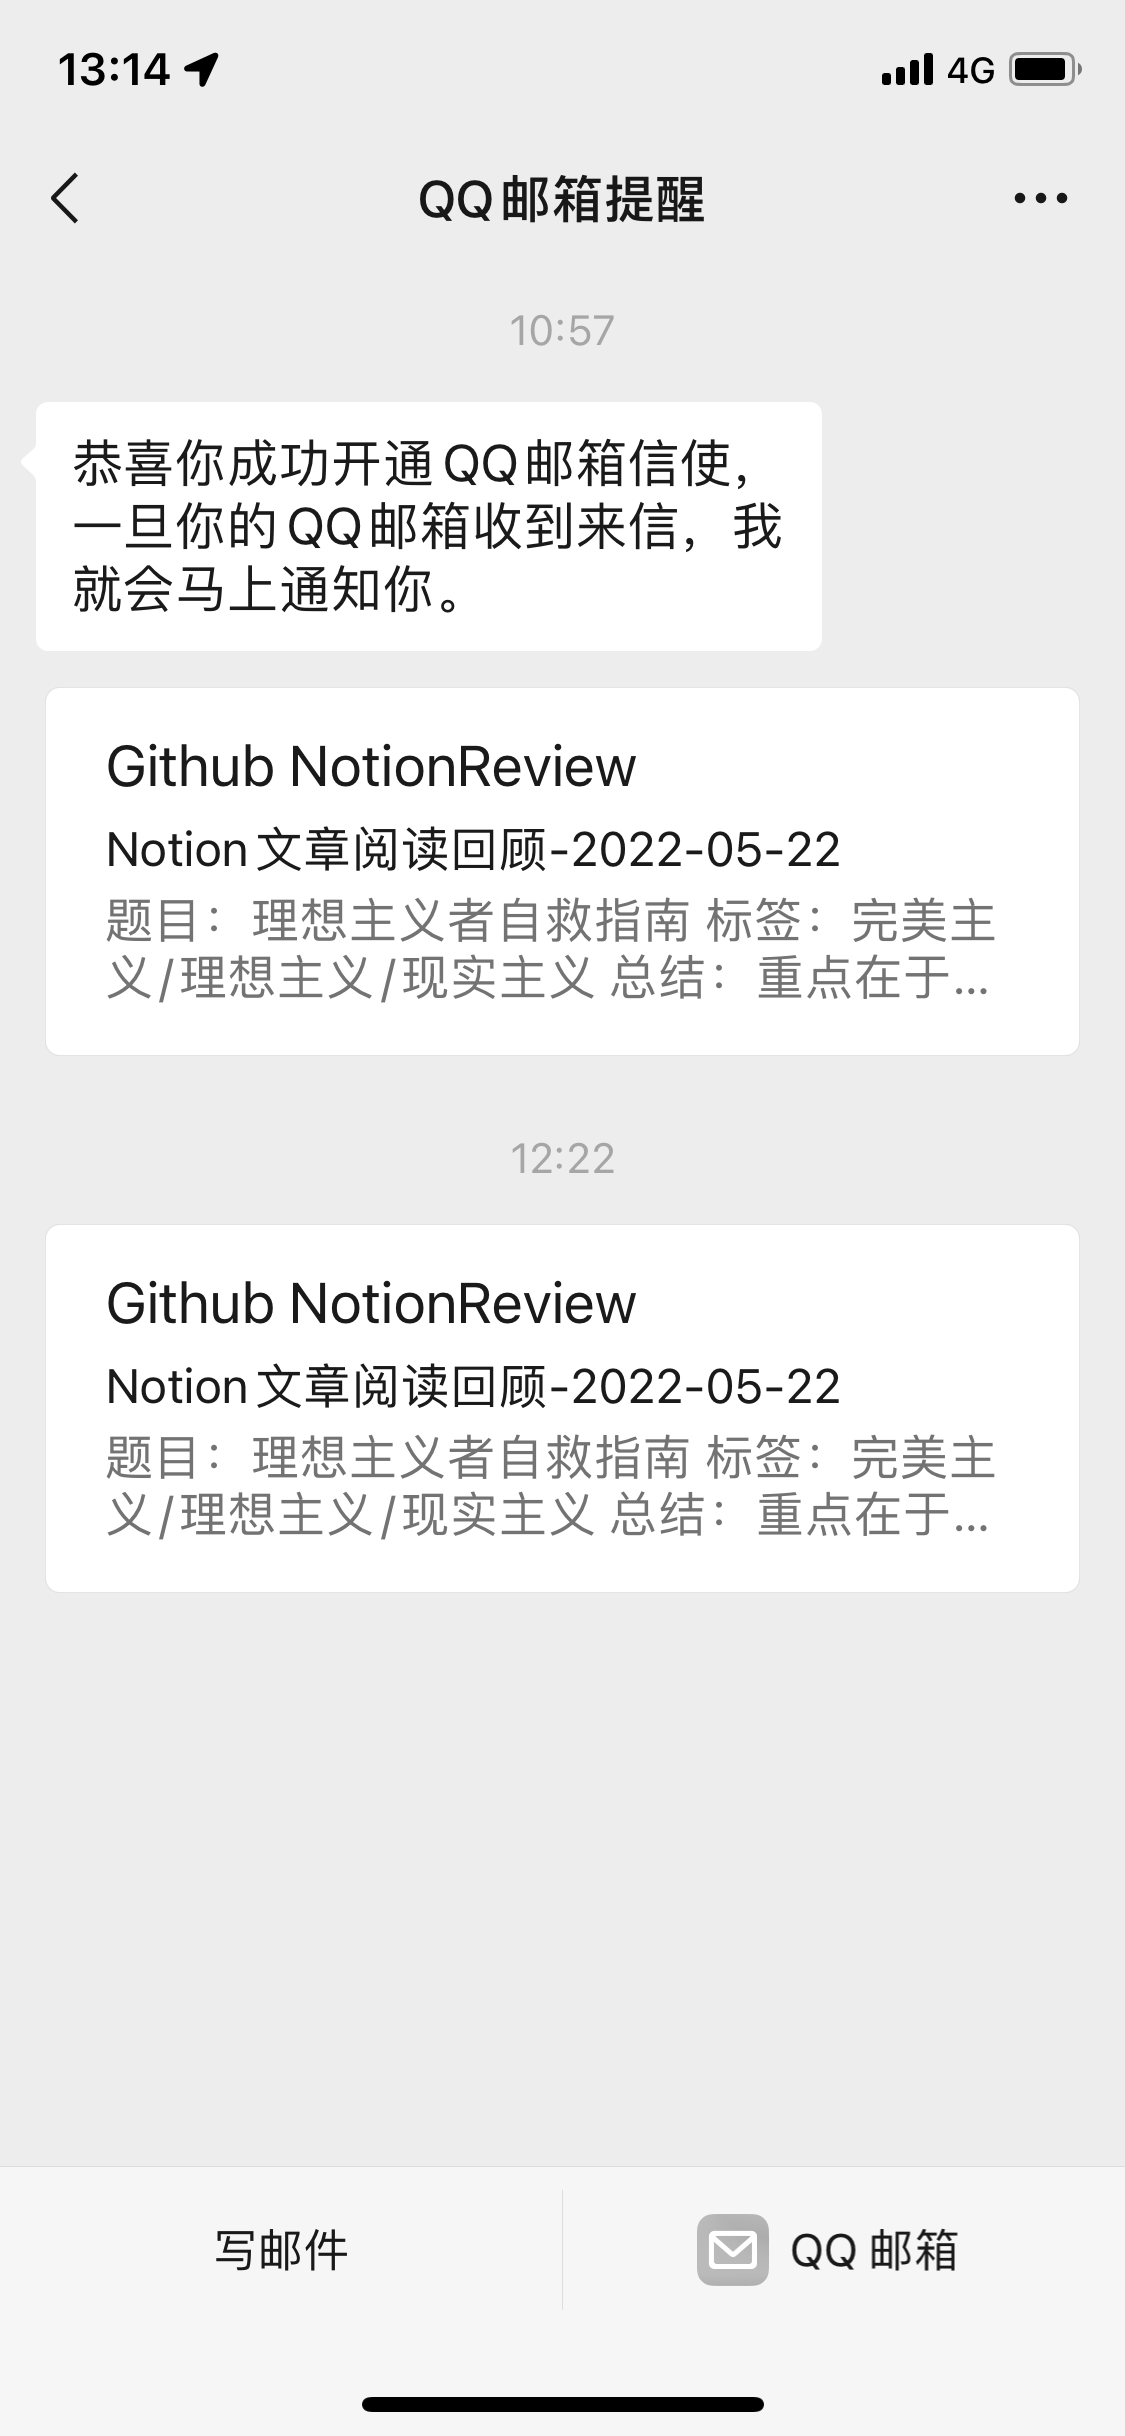 13:14
4G
QQ邮箱提醒
10:57
恭喜你成功开通QQ邮箱信使，
一旦你的QQ邮箱收到来信，我
就会马上通知你。
Github NotionReview
Notion文章阅读回顾-2022-05-22
题目：理想主义者自救指南 标签：完美主
义/理想主义/现实主义 总结：重点在于...
12:22
Github NotionReview
Notion文章阅读回顾-2022-05-22
题目：理想主义者自救指南 标签：完美主
义/理想主义/现实主义 总结：重点在于...
写邮件
QQ 邮箱